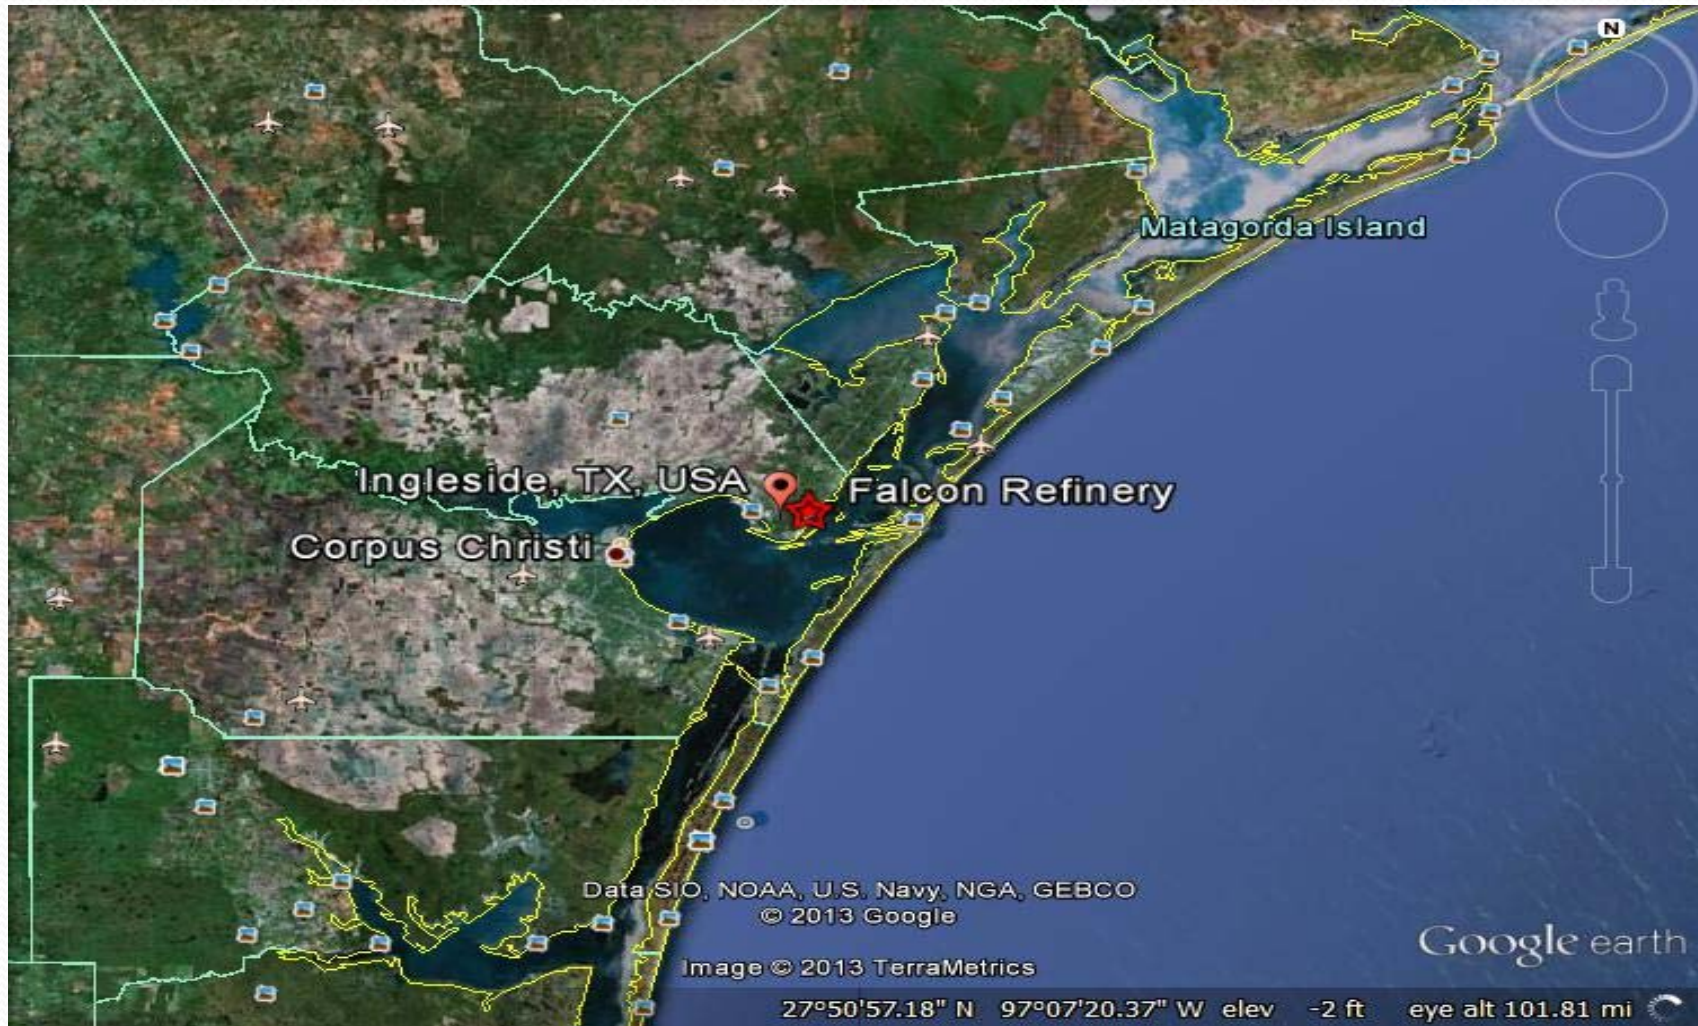 N
Matagorda Island
Ingleside, TX, USA
Falcon Refinery
Corpus Christi
Data SIO, NOAA, U.S. Navy, NGA, GEBCO
© 2013 Google
Google earth
Image © 2013 TerraMetrics
27°50'57.18" N 97°07'20.37" W elev -2 ft eye alt 101.81 mi